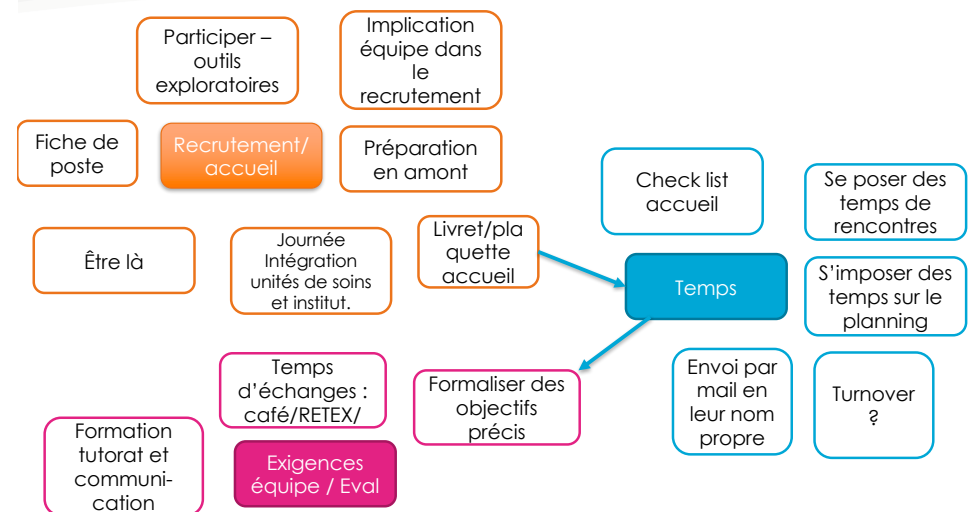 Participer –
outils
exploratoires
Implication
équipe dans
le
recrutement
Fiche de
poste
Recrutement/
accueil
Préparation
en amont
Check list
accueil
Se poser des
temps de
rencontres
Être là
Journée
Intégration
unités de soins
et institut.
Livret/pla
quette
accueil
Temps
S’imposer des
temps sur le
planning
Temps
d’échanges :
café/RETEX/
Formaliser des
objectifs
précis
Envoi par
mail en
leur nom
propre
Turnover
?
Formation
tutorat et
communi-
cation
Exigences
équipe / Eval